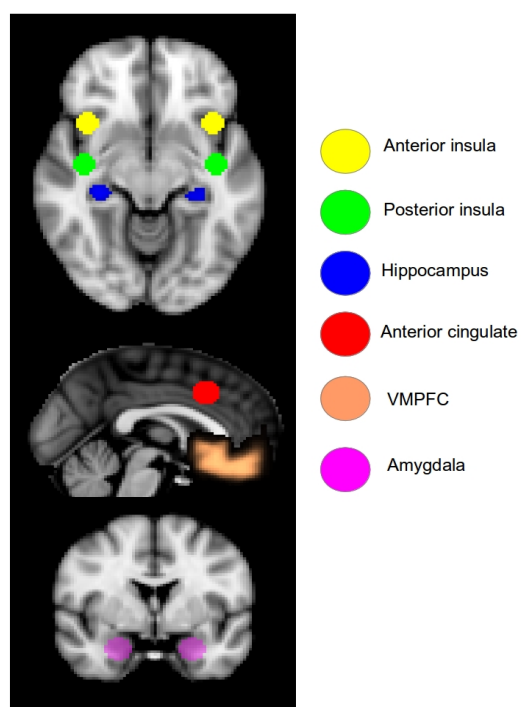 Anterior insula
Posterior insula
Hippocampus
Anterior cingulate
VMPFC
Amygdala